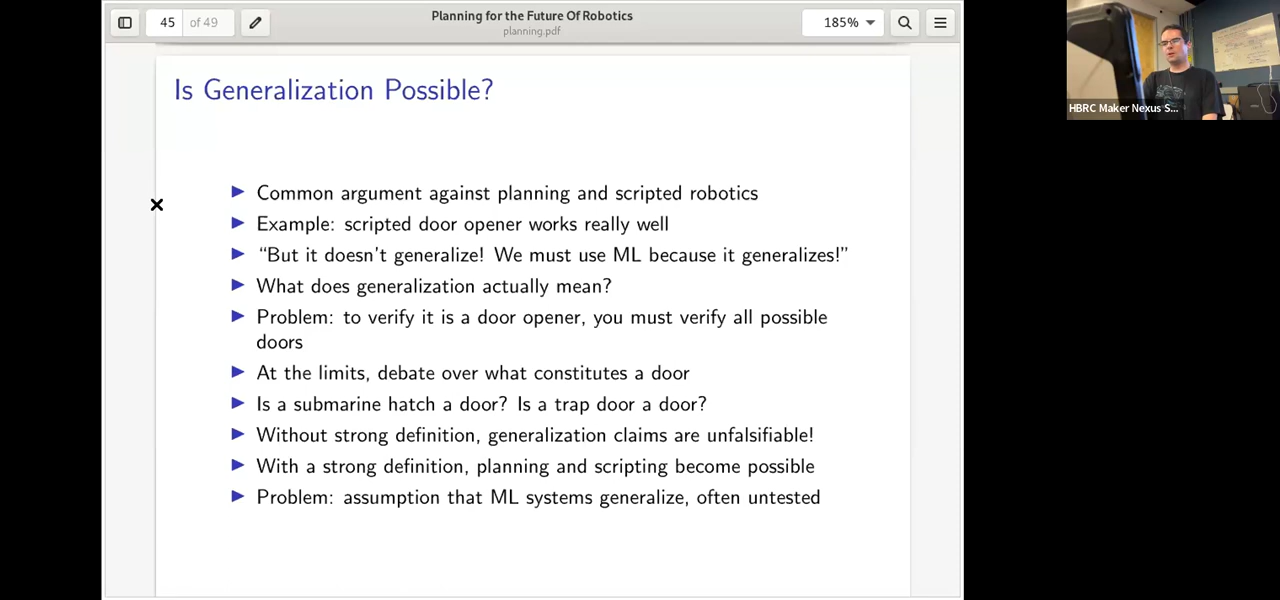 45 of 49
Planning for the Future Of Robotics
planning.pdf
185%
Is Generalization Possible?
Common argument against planning and scripted robotics
Example: scripted door opener works really well
“But it doesn't generalize! We must use ML because it generalizes!”
What does generalization actually mean?
Problem: to verify it is a door opener, you must verify all possible
doors
At the limits, debate over what constitutes a door
Is a submarine hatch a door? Is a trap door a door?
Without strong definition, generalization claims are unfalsifiable!
With a strong definition, planning and scripting become possible
Problem: assumption that ML systems generalize, often untested
HBRC Maker Nexus S...